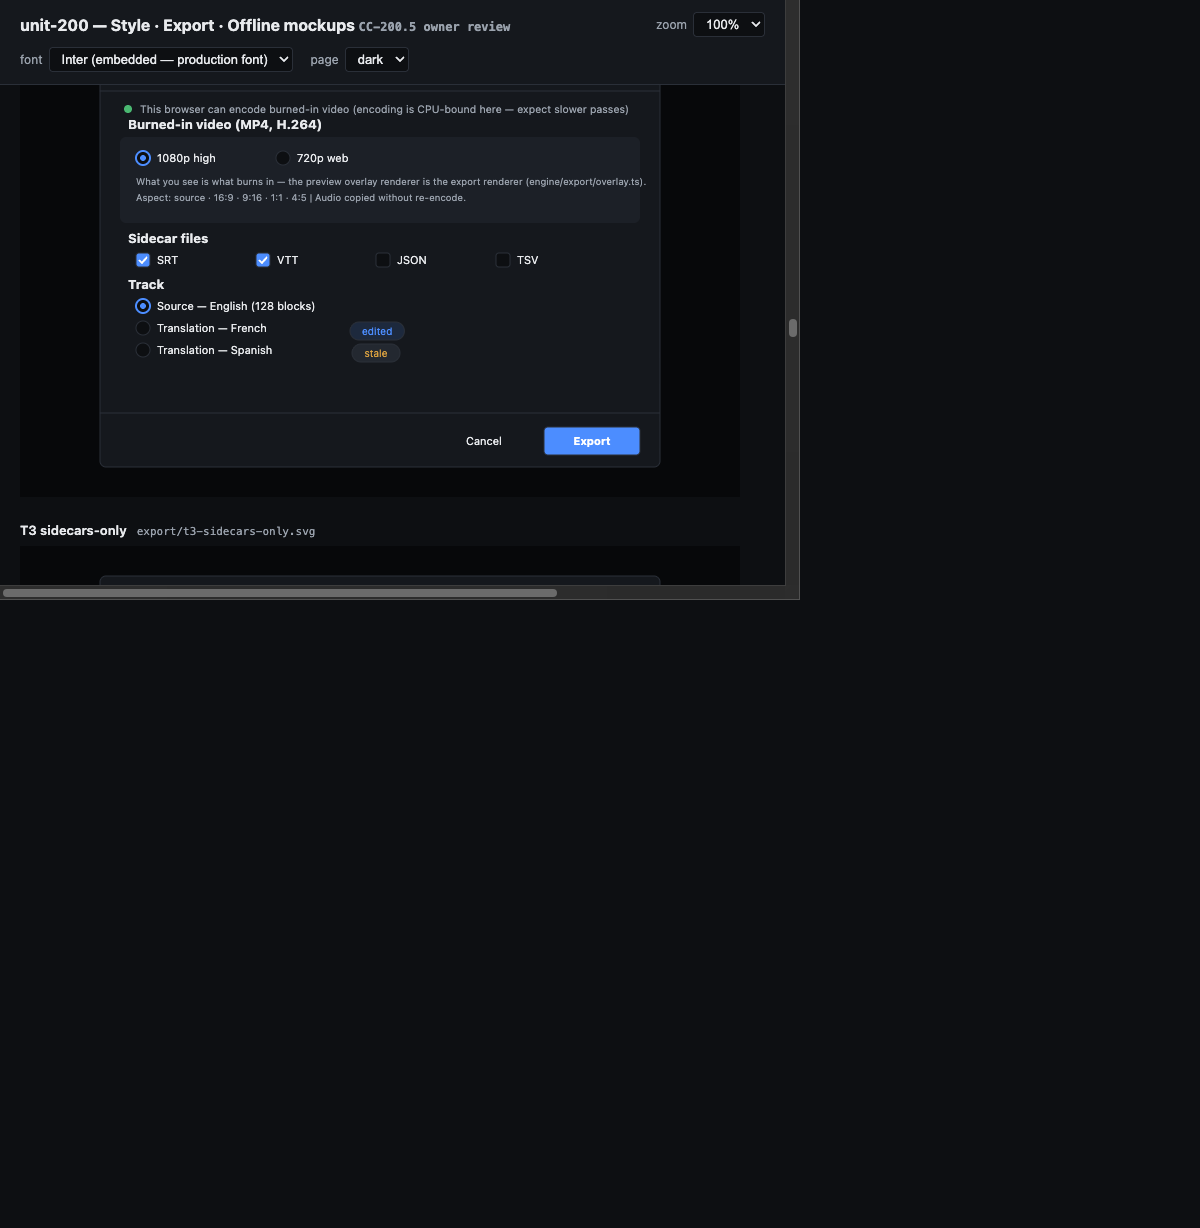 unit-200 — Style · Export · Offline mockups CC-200.5 owner review
zoom 100%
font Inter (embedded — production font) page dark
This browser can encode burned-in video (encoding is CPU-bound here — expect slower passes)
Burned-in video (MP4, H.264)
1080p high 720p web
What you see is what burns in — the preview overlay renderer is the export renderer (engine/export/overlay.ts).
Aspect: source · 16:9 · 9:16 · 1:1 · 4:5 | Audio copied without re-encode.
Sidecar files
SRT VTT JSON TSV
Track
Source — English (128 blocks)
Translation — French edited
Translation — Spanish stale
Cancel Export
T3 sidecars-only export/t3-sidecars-only.svg